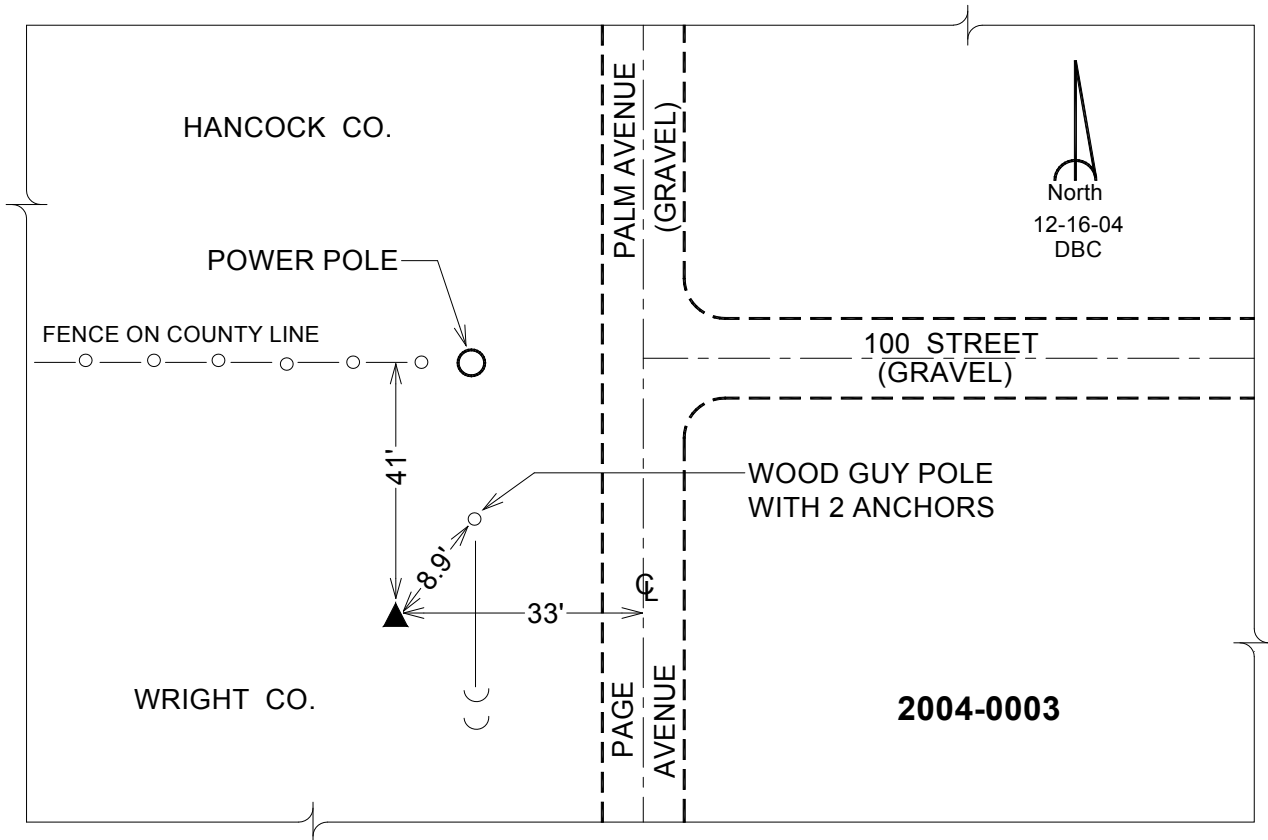 HANCOCK CO.
PALM AVENUE
(GRAVEL)
North
12-16-04
DBC
POWER POLE
FENCE ON COUNTY LINE
100 STREET
(GRAVEL)
41'
WOOD GUY POLE
WITH 2 ANCHORS
8.9'
33'
CL
WRIGHT CO.
PAGE
AVENUE
2004-0003